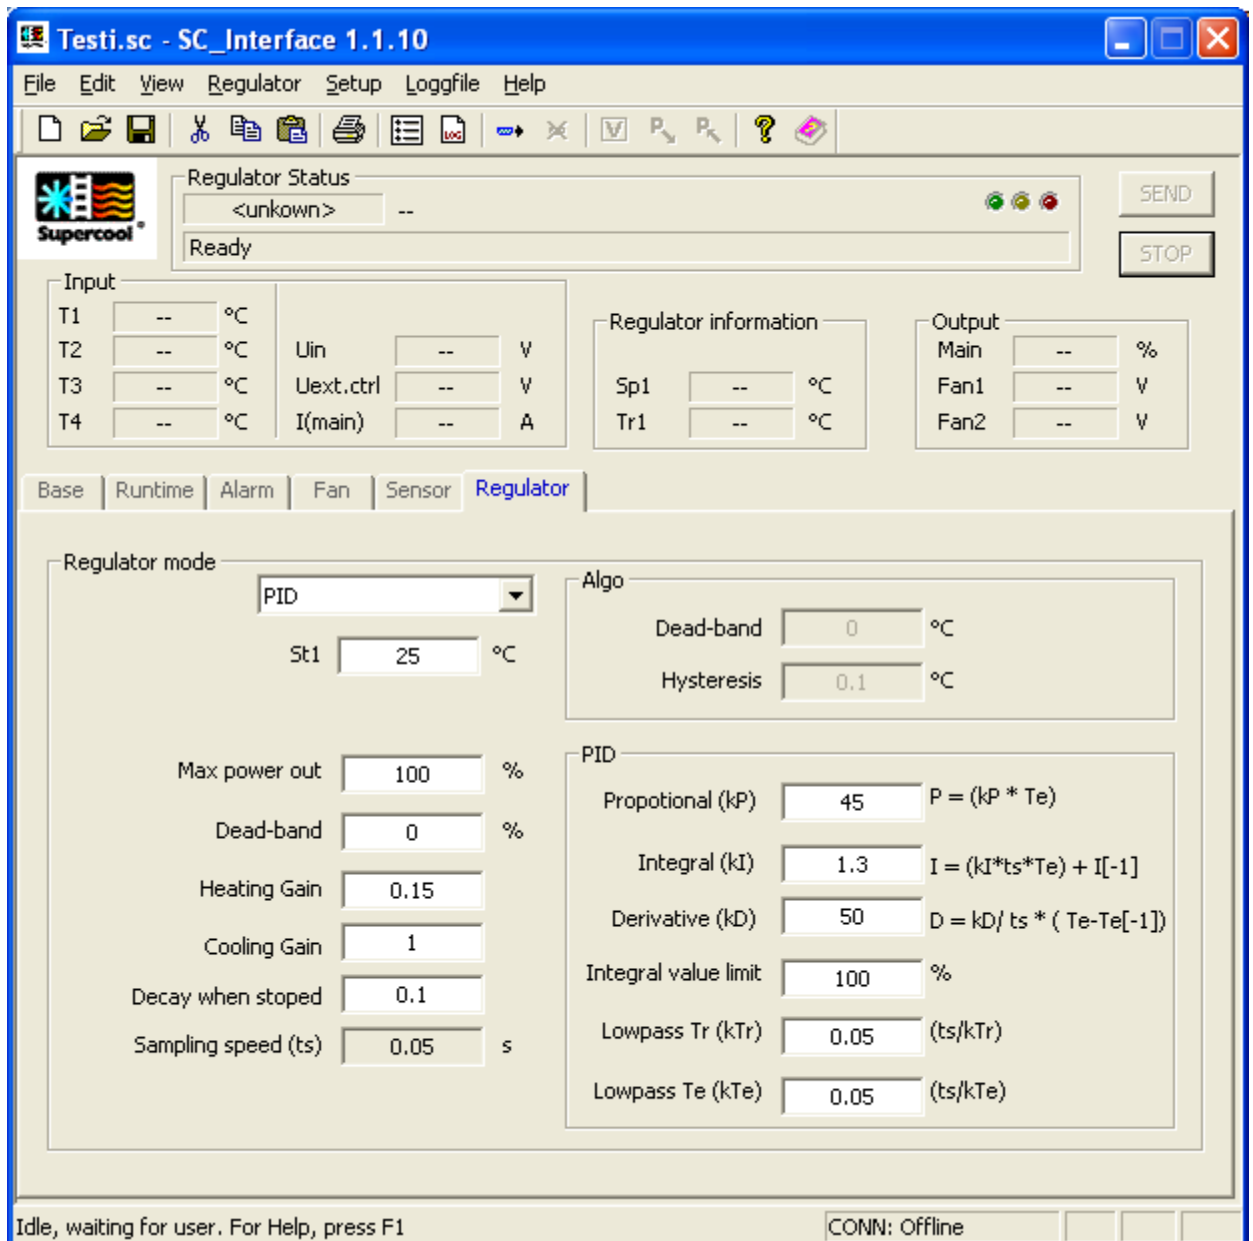 Testi.sc - SC_Interface 1.1.10
File Edit View Regulator Setup Loggfile Help
LOG V P P ?
Supercool ®
Regulator Status
<unkown> --
Ready
SEND
STOP
Input
T1 -- °C
T2 -- °C Uin -- V
T3 -- °C Uext.ctrl -- V
T4 -- °C I(main) -- A
Regulator information
Sp1 -- °C
Tr1 -- °C
Output
Main -- %
Fan1 -- V
Fan2 -- V
Base Runtime Alarm Fan Sensor Regulator
Regulator mode
PID
St1 25 °C
Max power out 100 %
Dead-band 0 %
Heating Gain 0.15
Cooling Gain 1
Decay when stoped 0.1
Sampling speed (ts) 0.05 s
Algo
Dead-band 0 °C
Hysteresis 0.1 °C
PID
Propotional (kP) 45 P = (kP * Te)
Integral (kI) 1.3 I = (kI*ts*Te) + I[-1]
Derivative (kD) 50 D = kD/ ts * ( Te-Te[-1])
Integral value limit 100 %
Lowpass Tr (kTr) 0.05 (ts/kTr)
Lowpass Te (kTe) 0.05 (ts/kTe)
Idle, waiting for user. For Help, press F1
CONN: Offline